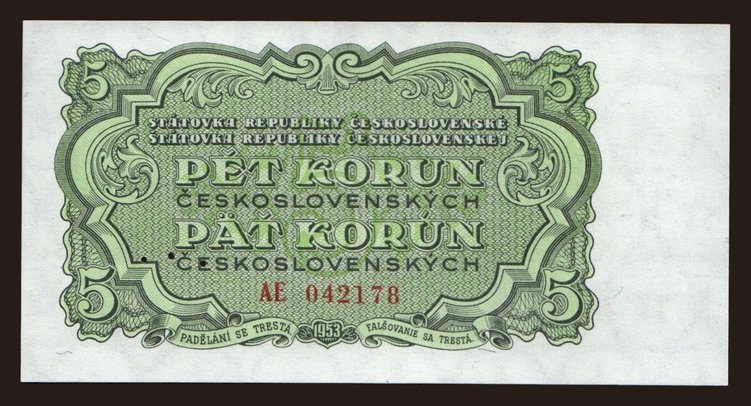 5 5
STÁTOVKA REPUBLIKY ČESKOSLOVENSKÉ
STÁTOVKA REPUBLIKY ČESKOSLOVENSKEJ
PĚT KORUN
ČESKOSLOVENSKÝCH
PÄŤ KORÚN
ČESKOSLOVENSKÝCH
5 5
AE 042178
PADĚLÁNÍ SE TRESTÁ 1953 FALŠOVANIE SA TRESTÁ.